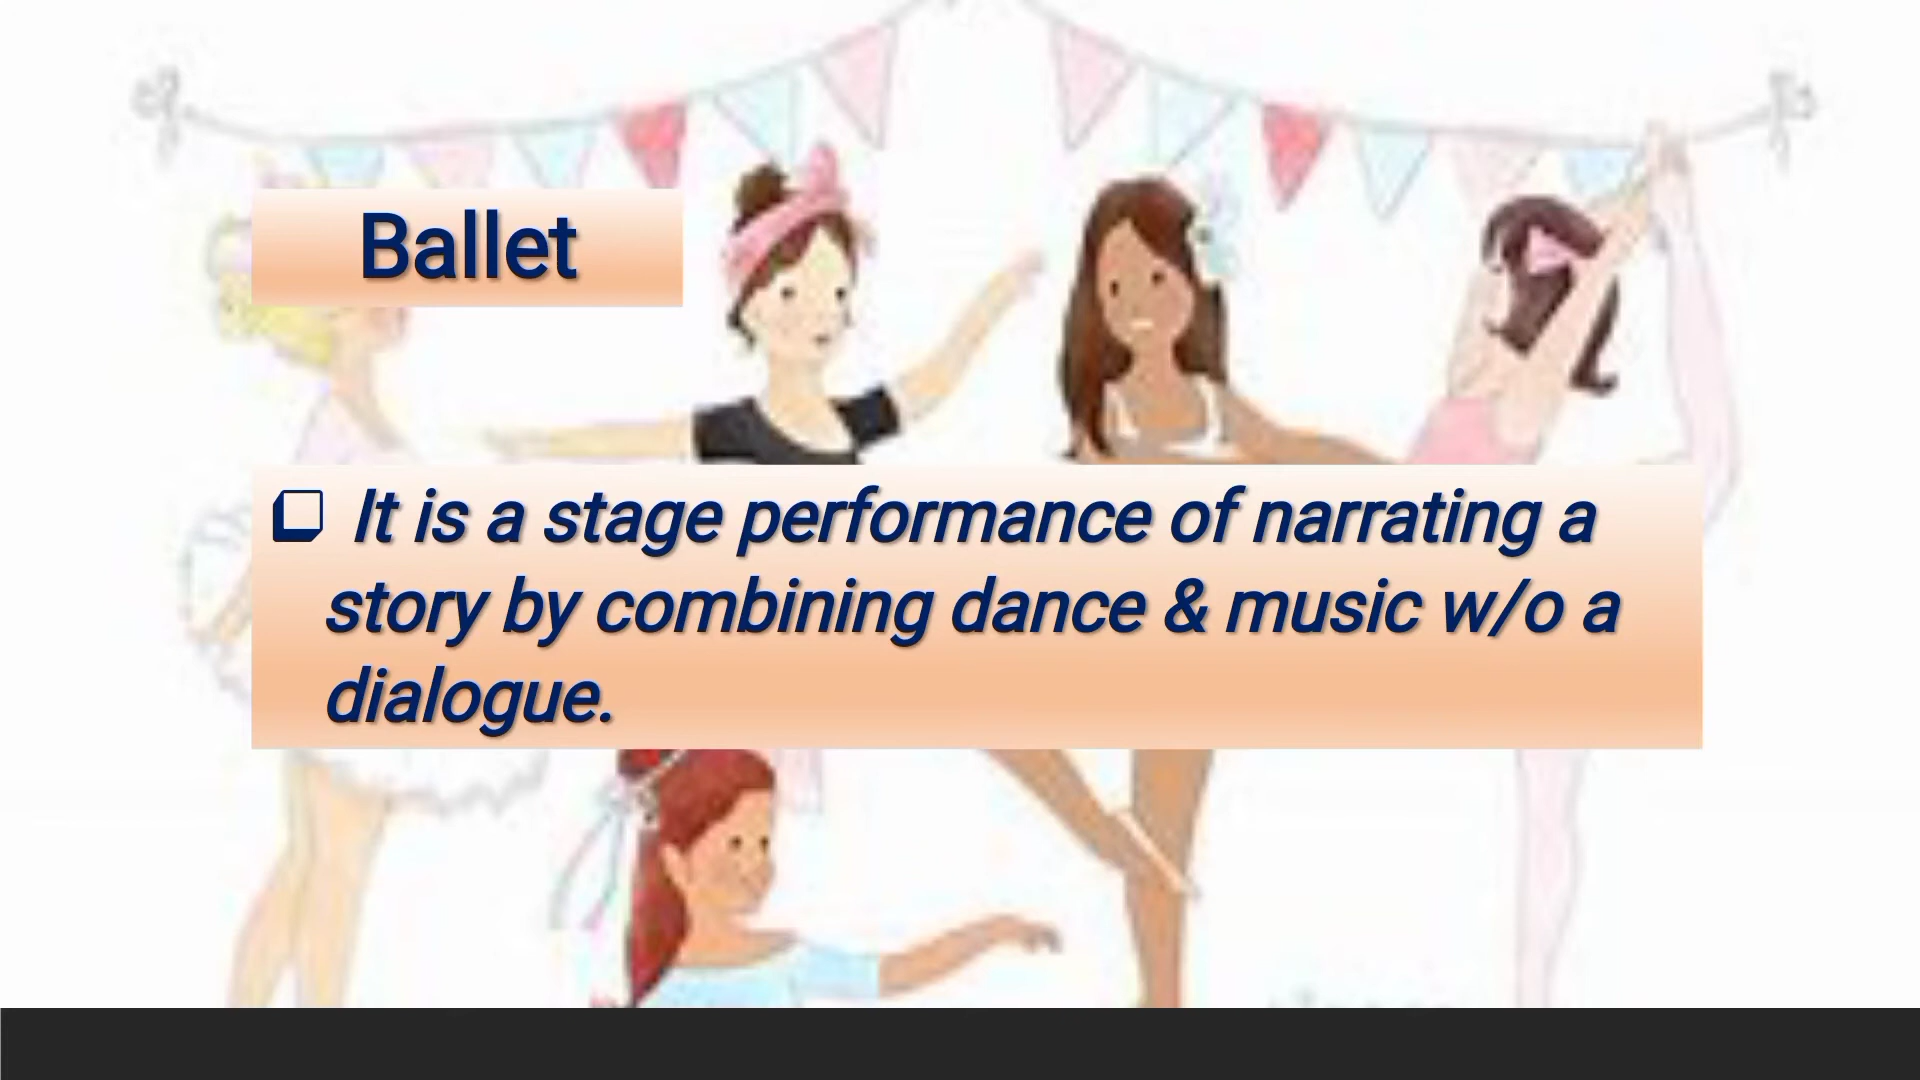 Ballet
❑ It is a stage performance of narrating a
story by combining dance & music w/o a
dialogue.